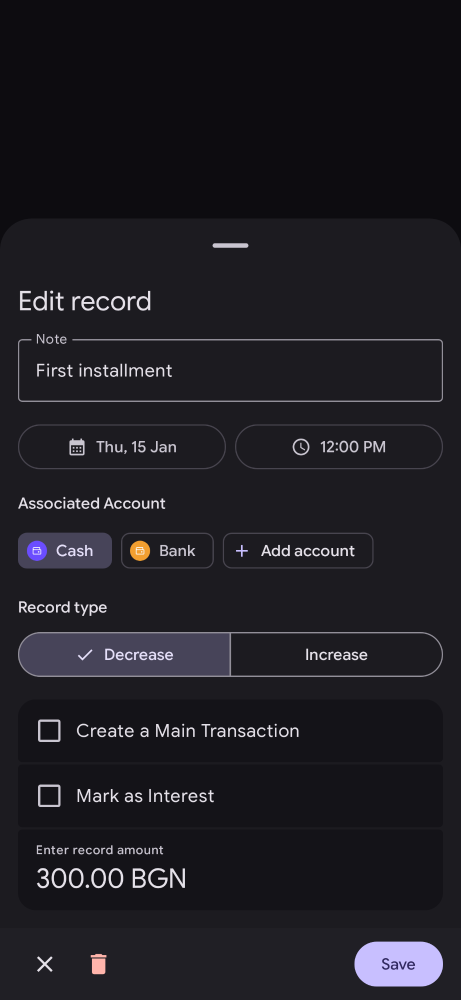 Edit record
Note
First installment
Thu, 15 Jan
12:00 PM
Associated Account
Cash
Bank
Add account
Record type
Decrease
Increase
Create a Main Transaction
Mark as Interest
Enter record amount
300.00 BGN
Save